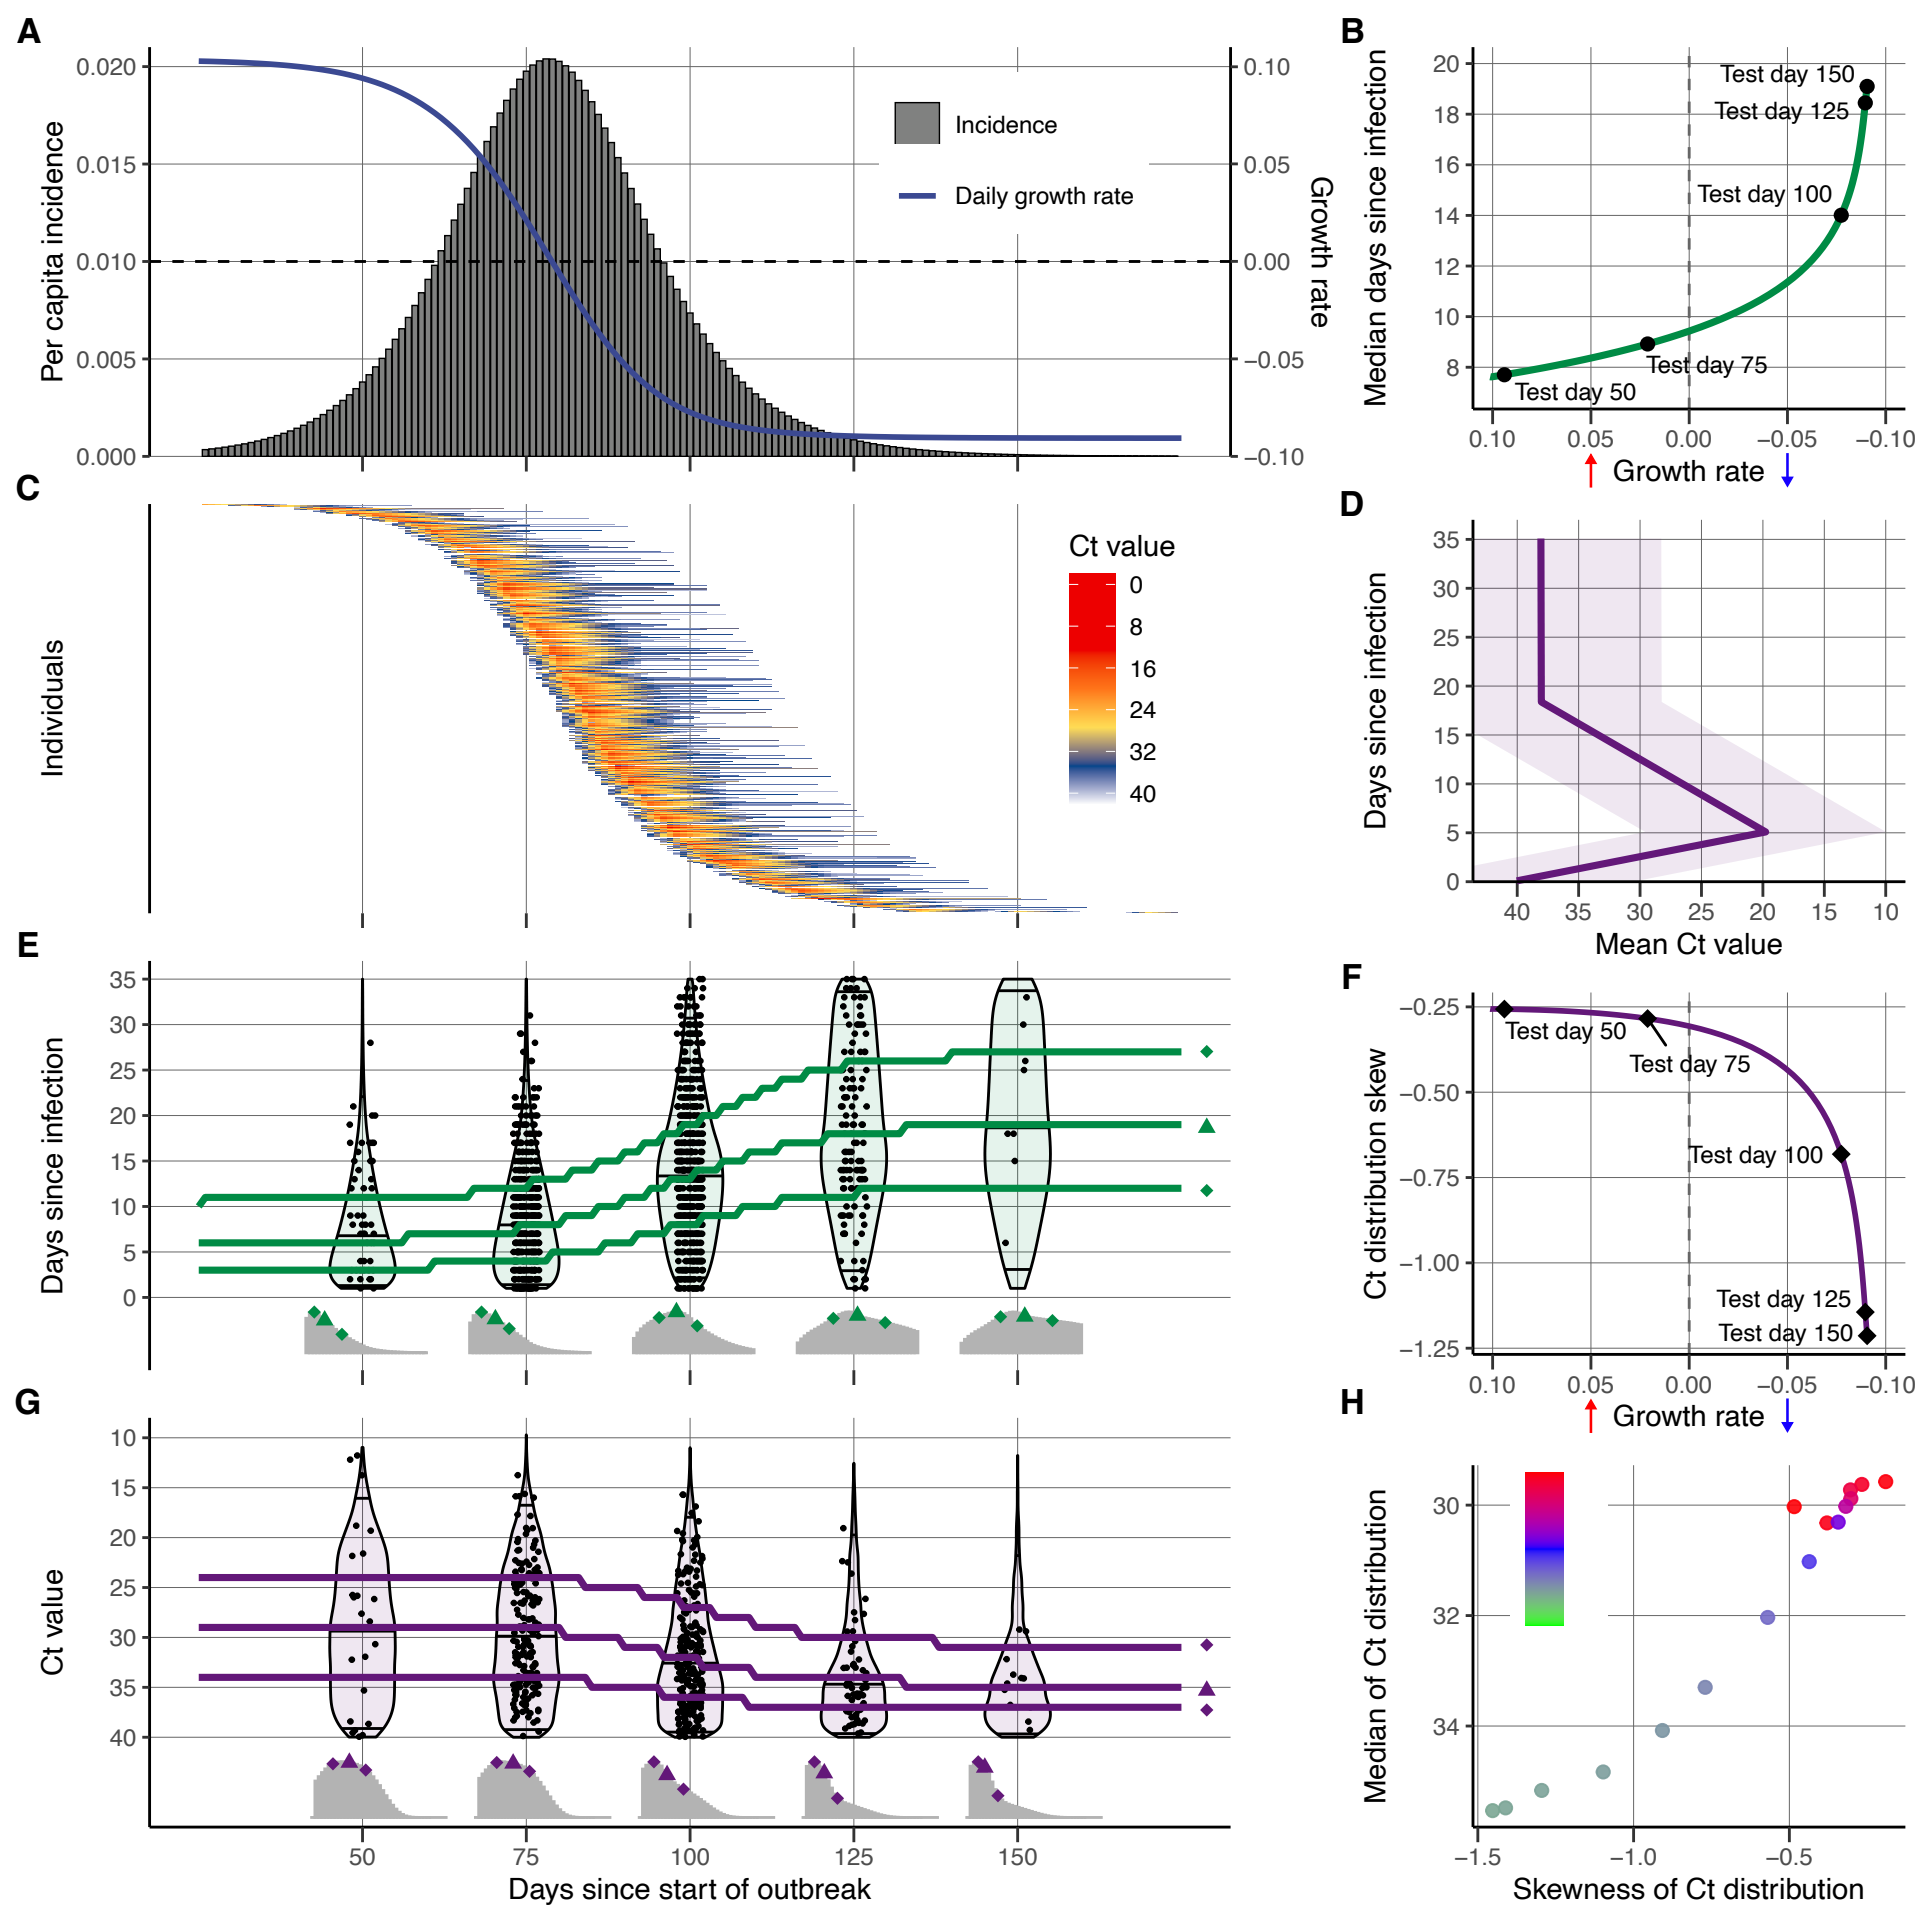 A
Per capita incidence
0.020
0.015
0.010
0.005
0.000
Incidence
Daily growth rate
0.10
0.05
0.00
−0.05
−0.10
Growth rate
B
Median days since infection
20
18
16
14
12
10
8
Test day 150
Test day 125
Test day 100
Test day 75
Test day 50
0.10 0.05 0.00 −0.05 −0.10
Growth rate
C
Individuals
Ct value
0
8
16
24
32
40
D
Days since infection
35
30
25
20
15
10
5
0
40 35 30 25 20 15 10
Mean Ct value
E
Days since infection
35
30
25
20
15
10
5
0
F
Ct distribution skew
−0.25
−0.50
−0.75
−1.00
−1.25
Test day 50
Test day 75
Test day 100
Test day 125
Test day 150
0.10 0.05 0.00 −0.05 −0.10
Growth rate
G
Ct value
10
15
20
25
30
35
40
50 75 100 125 150
Days since start of outbreak
H
Median of Ct distribution
30
32
34
−1.5 −1.0 −0.5
Skewness of Ct distribution